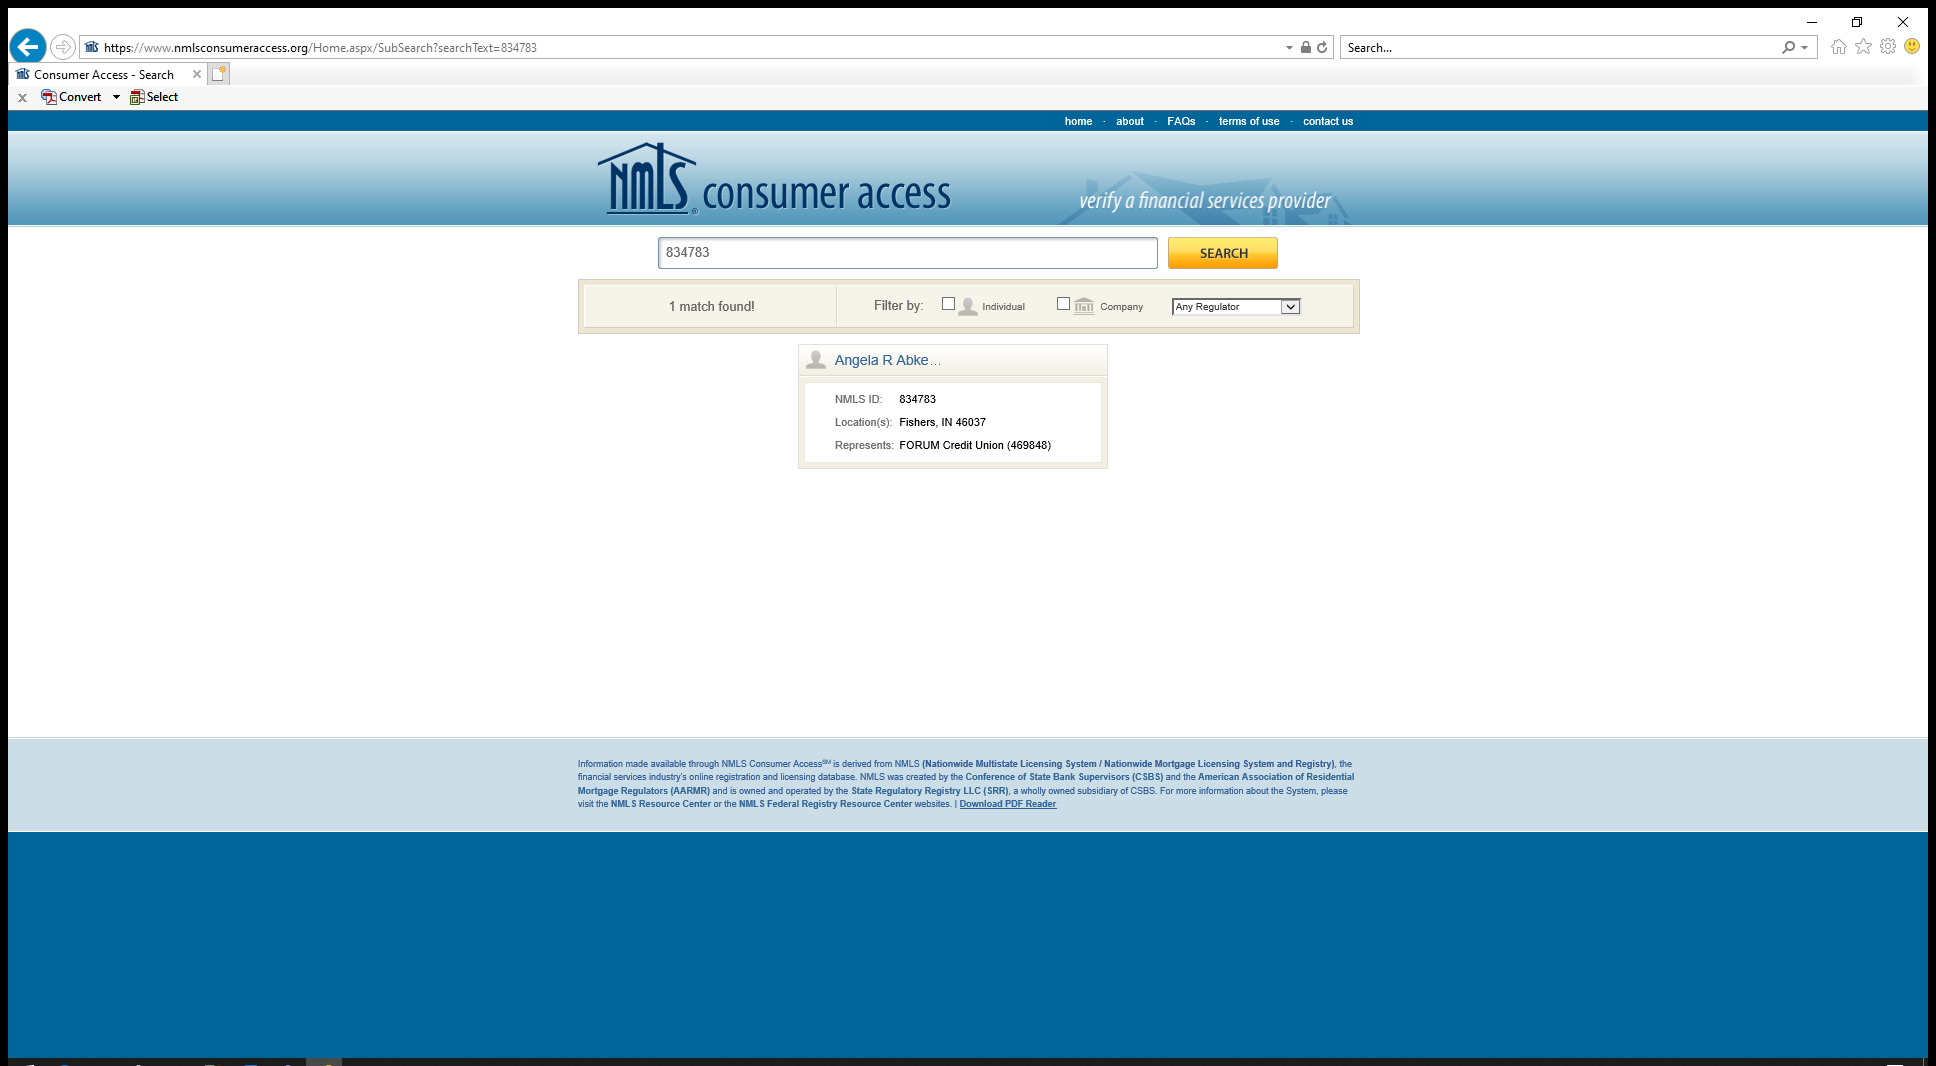 https://www.nmlsconsumeraccess.org/Home.aspx/SubSearch?searchText=834783
Search...
Consumer Access - Search
Convert
Select
home · about · FAQs · terms of use · contact us
NMLS® consumer access
verify a financial services provider
834783
SEARCH
1 match found!
Filter by:
Individual
Company
Any Regulator
Angela R Abke...
NMLS ID: 834783
Location(s): Fishers, IN 46037
Represents: FORUM Credit Union (469848)
Information made available through NMLS Consumer Access℠ is derived from NMLS (Nationwide Multistate Licensing System / Nationwide Mortgage Licensing System and Registry), the
financial services industry's online registration and licensing database. NMLS was created by the Conference of State Bank Supervisors (CSBS) and the American Association of Residential
Mortgage Regulators (AARMR) and is owned and operated by the State Regulatory Registry LLC (SRR), a wholly owned subsidiary of CSBS. For more information about the System, please
visit the NMLS Resource Center or the NMLS Federal Registry Resource Center websites. | Download PDF Reader